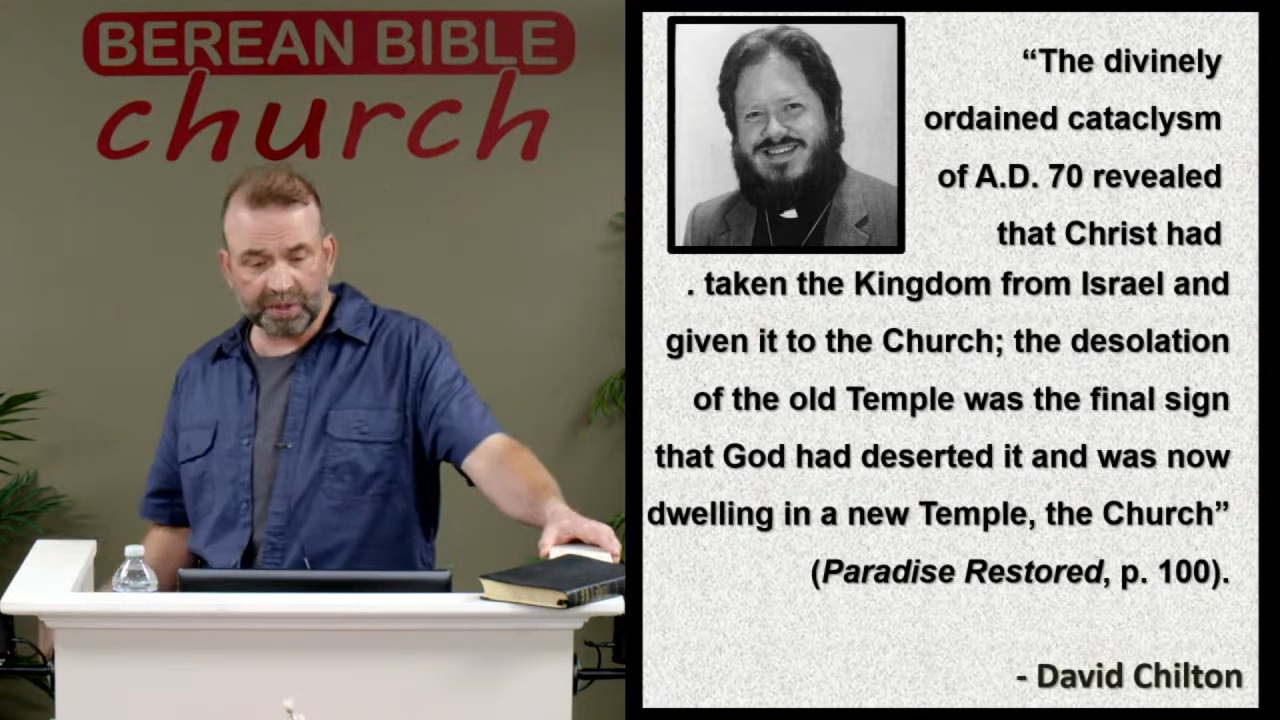 BEREAN BIBLE
church
“The divinely
ordained cataclysm
of A.D. 70 revealed
that Christ had
. taken the Kingdom from Israel and
given it to the Church; the desolation
of the old Temple was the final sign
that God had deserted it and was now
dwelling in a new Temple, the Church”
(Paradise Restored, p. 100).
- David Chilton